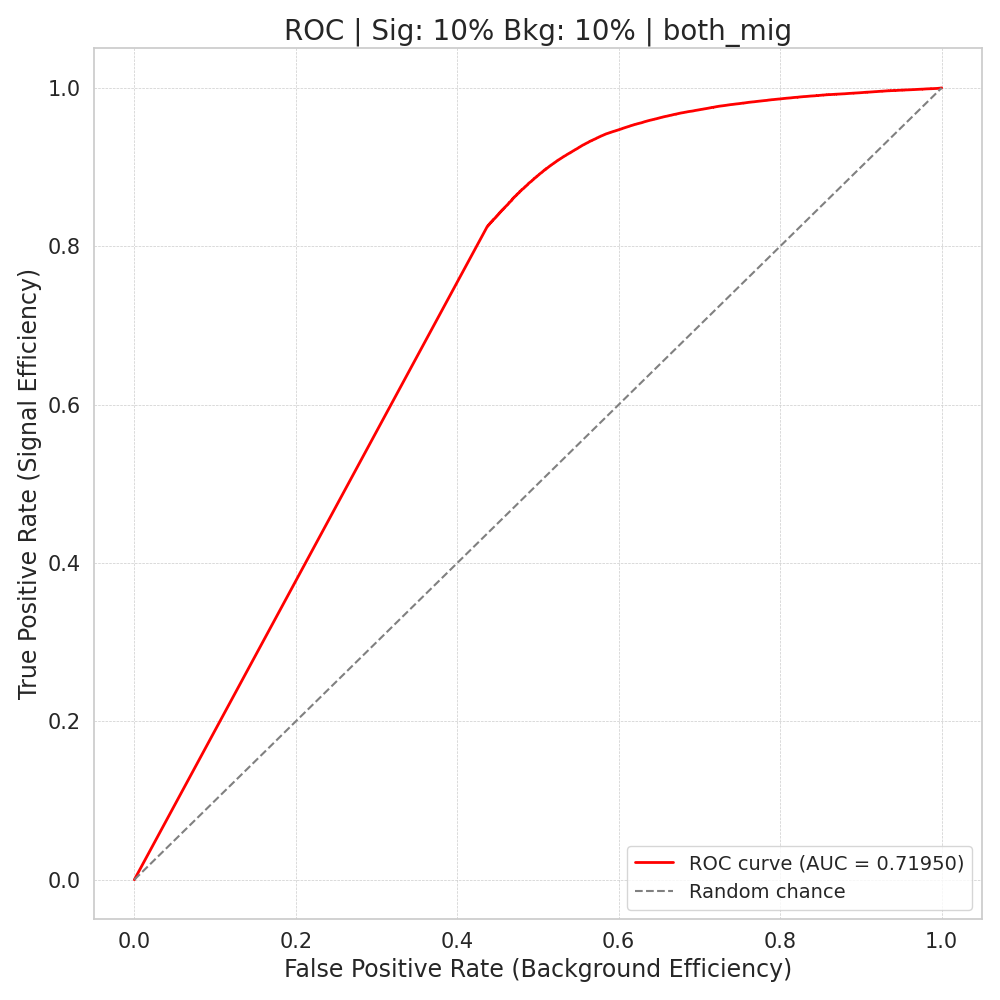 ROC | Sig: 10% Bkg: 10% | both_mig
True Positive Rate (Signal Efficiency)
1.0
0.8
0.6
0.4
0.2
0.0
ROC curve (AUC = 0.71950)
Random chance
0.0 0.2 0.4 0.6 0.8 1.0
False Positive Rate (Background Efficiency)